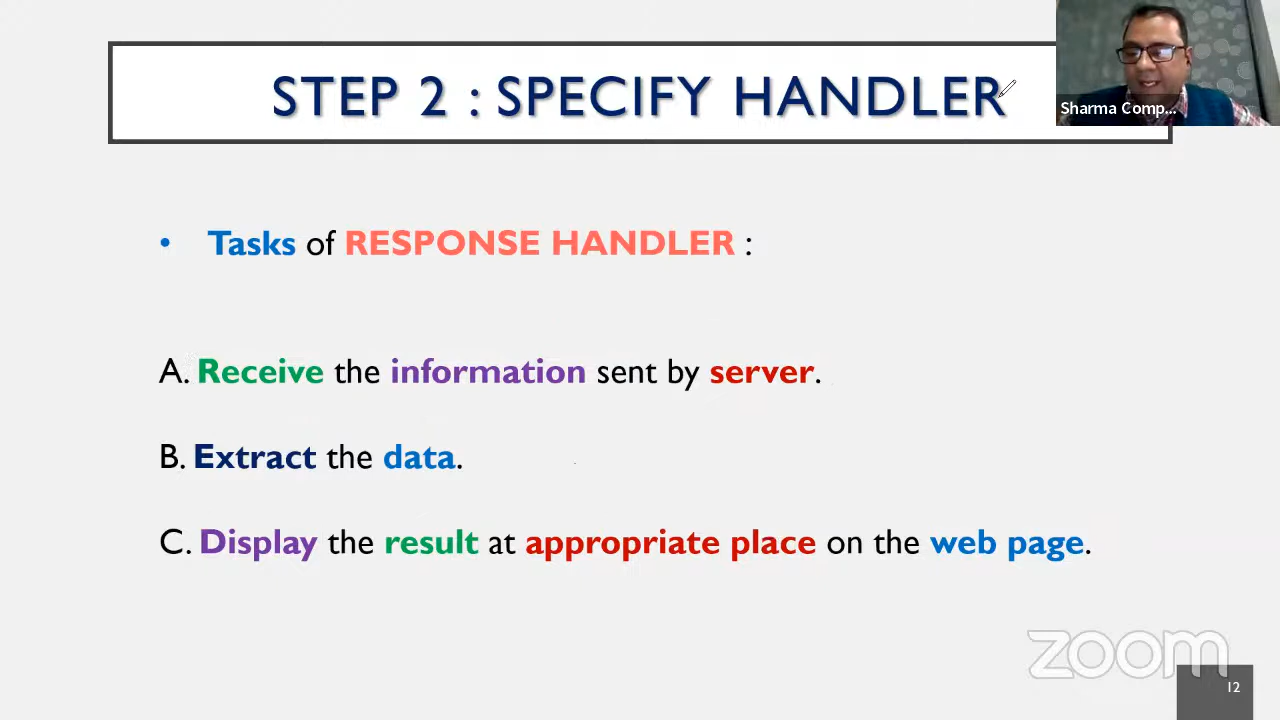 STEP 2 : SPECIFY HANDLER
Sharma Comp...
• Tasks of RESPONSE HANDLER :
A. Receive the information sent by server.
B. Extract the data.
C. Display the result at appropriate place on the web page.
zoom
12